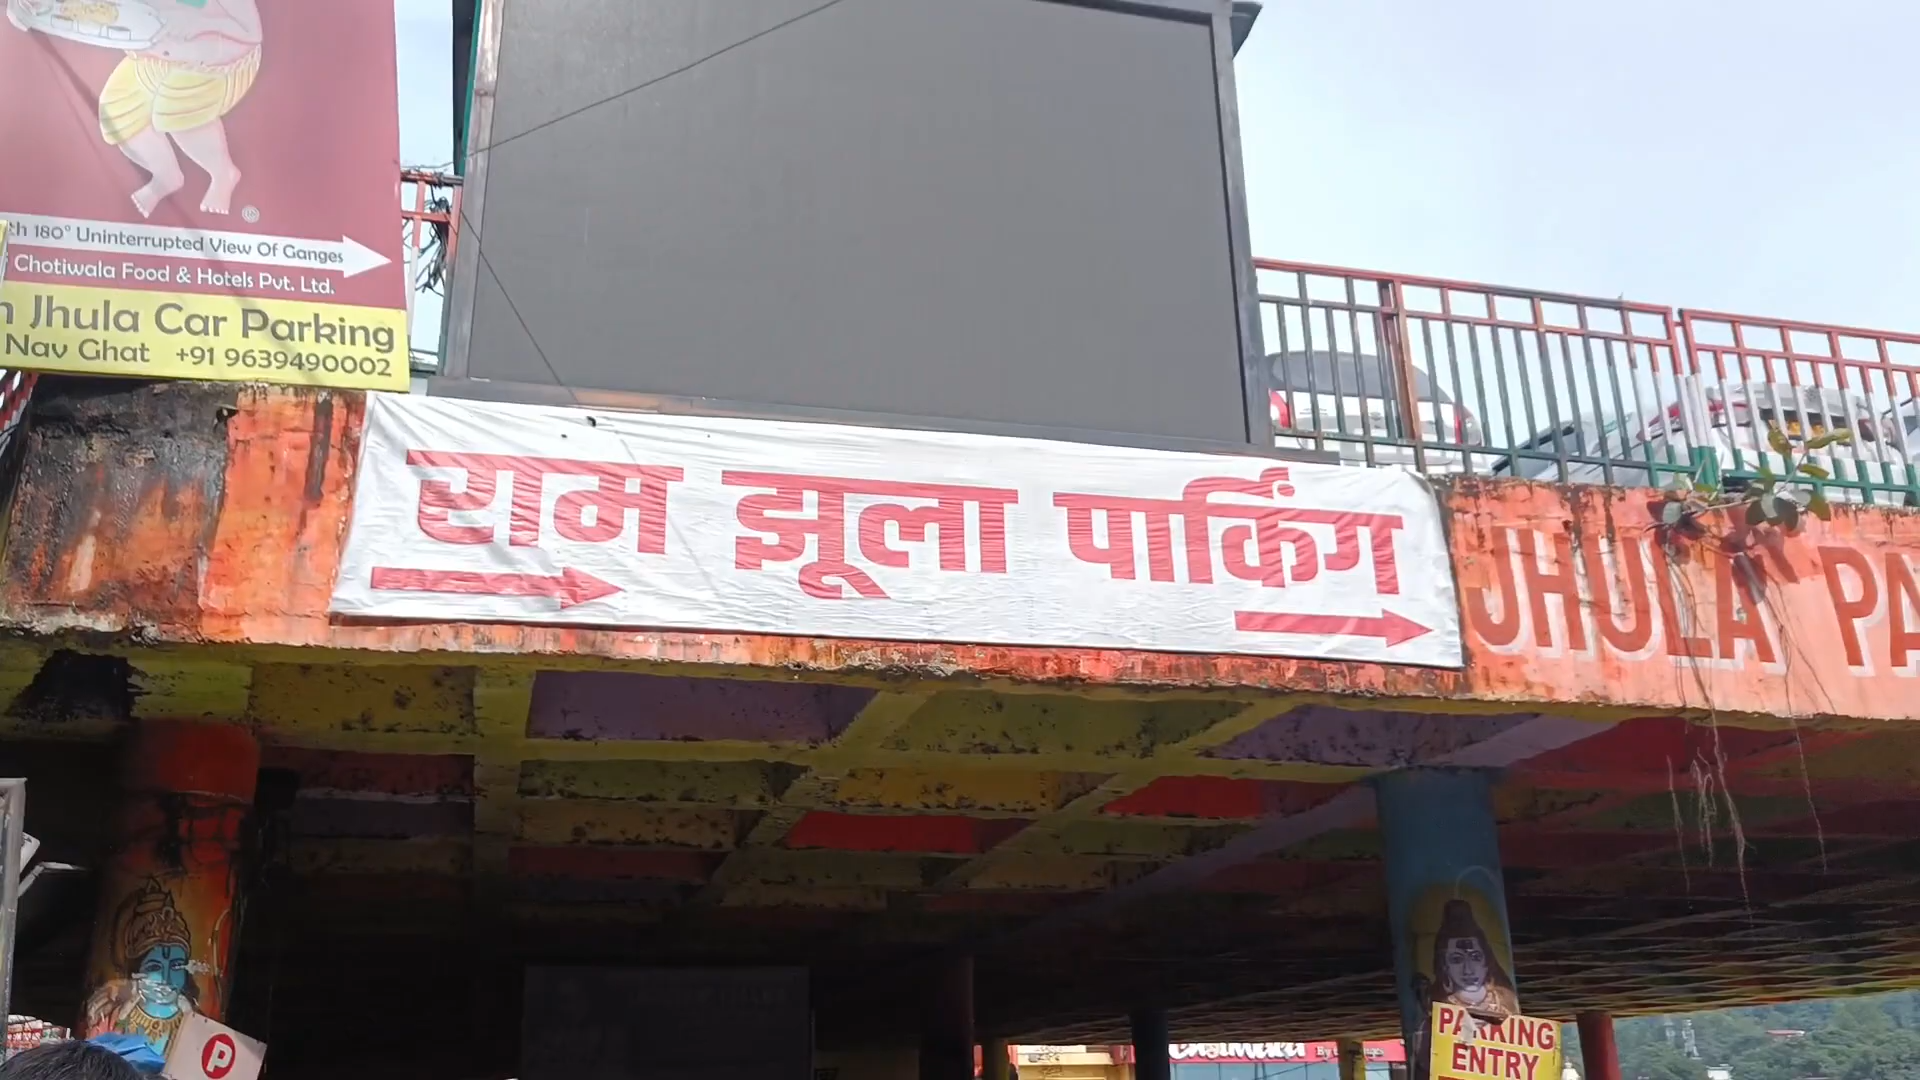 180° Uninterrupted View Of Ganges
Chotiwala Food & Hotels Pvt. Ltd.
Jhula Car Parking
Nav Ghat +91 9639490002
राम झूला पार्किंग
JHULA
P
PARKING
ENTRY